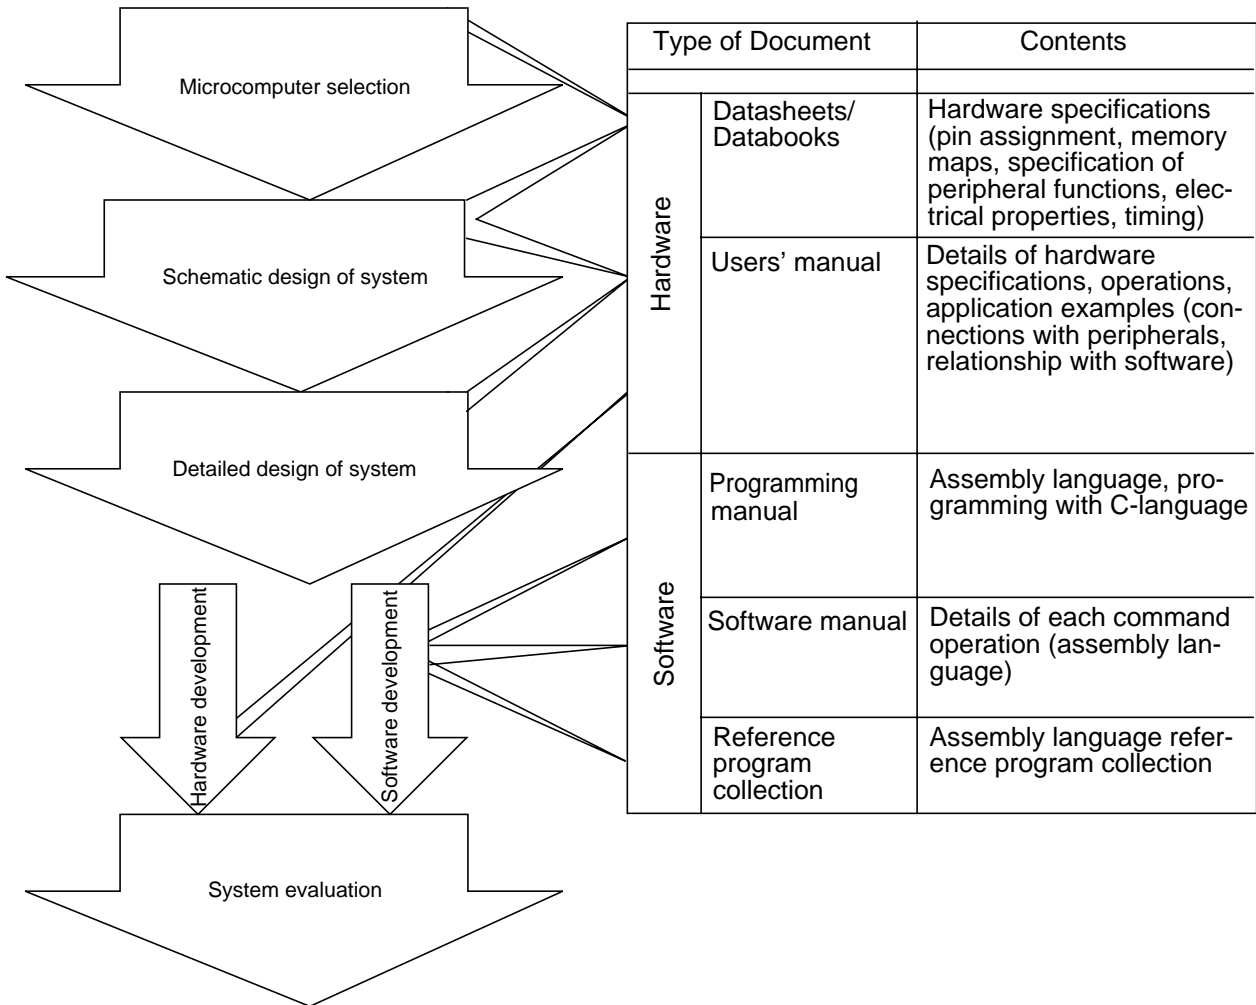 Microcomputer selection
Schematic design of system
Detailed design of system
Hardware development
Software development
System evaluation
Type of Document
Contents
Hardware
Datasheets/
Databooks
Hardware specifications
(pin assignment, memory
maps, specification of
peripheral functions, elec-
trical properties, timing)
Users’ manual
Details of hardware
specifications, operations,
application examples (con-
nections with peripherals,
relationship with software)
Software
Programming
manual
Assembly language, pro-
gramming with C-language
Software manual
Details of each command
operation (assembly lan-
guage)
Reference
program
collection
Assembly language refer-
ence program collection